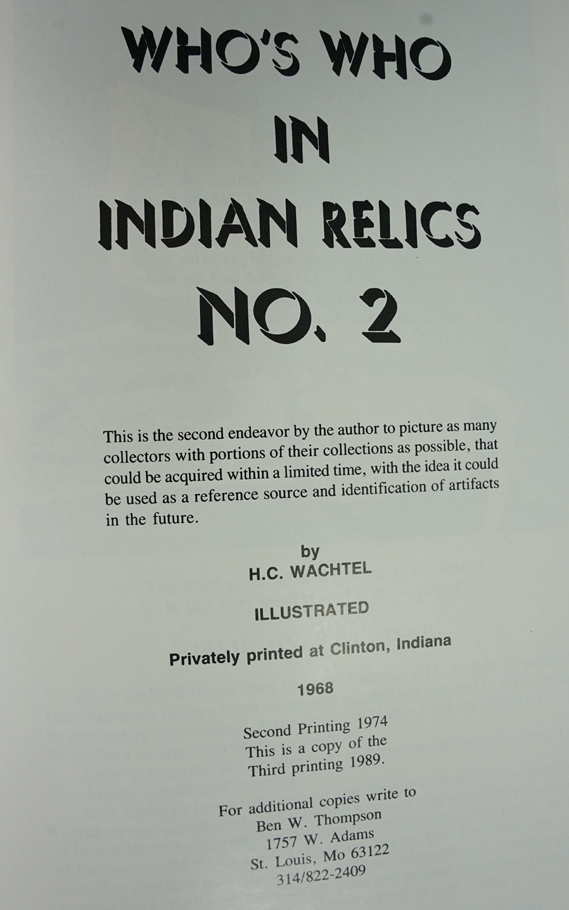 WHO'S WHO
IN
INDIAN RELICS
NO. 2
This is the second endeavor by the author to picture as many
collectors with portions of their collections as possible, that
could be acquired within a limited time, with the idea it could
be used as a reference source and identification of artifacts
in the future.
by
H.C. WACHTEL
ILLUSTRATED
Privately printed at Clinton, Indiana
1968
Second Printing 1974
This is a copy of the
Third printing 1989.
For additional copies write to
Ben W. Thompson
1757 W. Adams
St. Louis, Mo 63122
314/822-2409